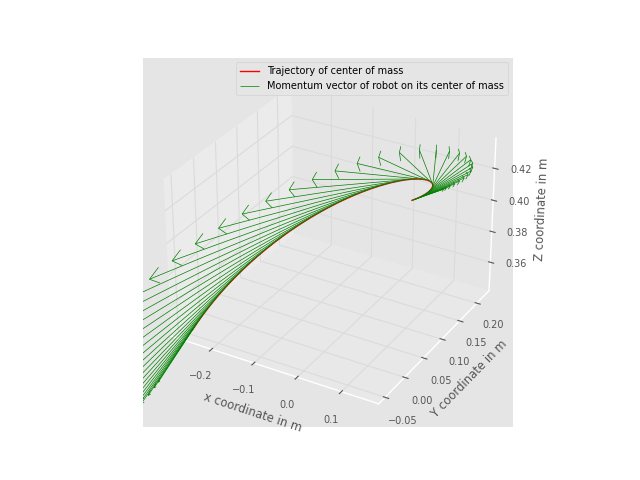 Trajectory of center of mass
Momentum vector of robot on its center of mass
0.42
0.40
0.38
0.36
Z coordinate in m
0.20
0.15
0.10
0.05
0.00
−0.05
Y coordinate in m
−0.2
−0.1
0.0
0.1
x coordinate in m